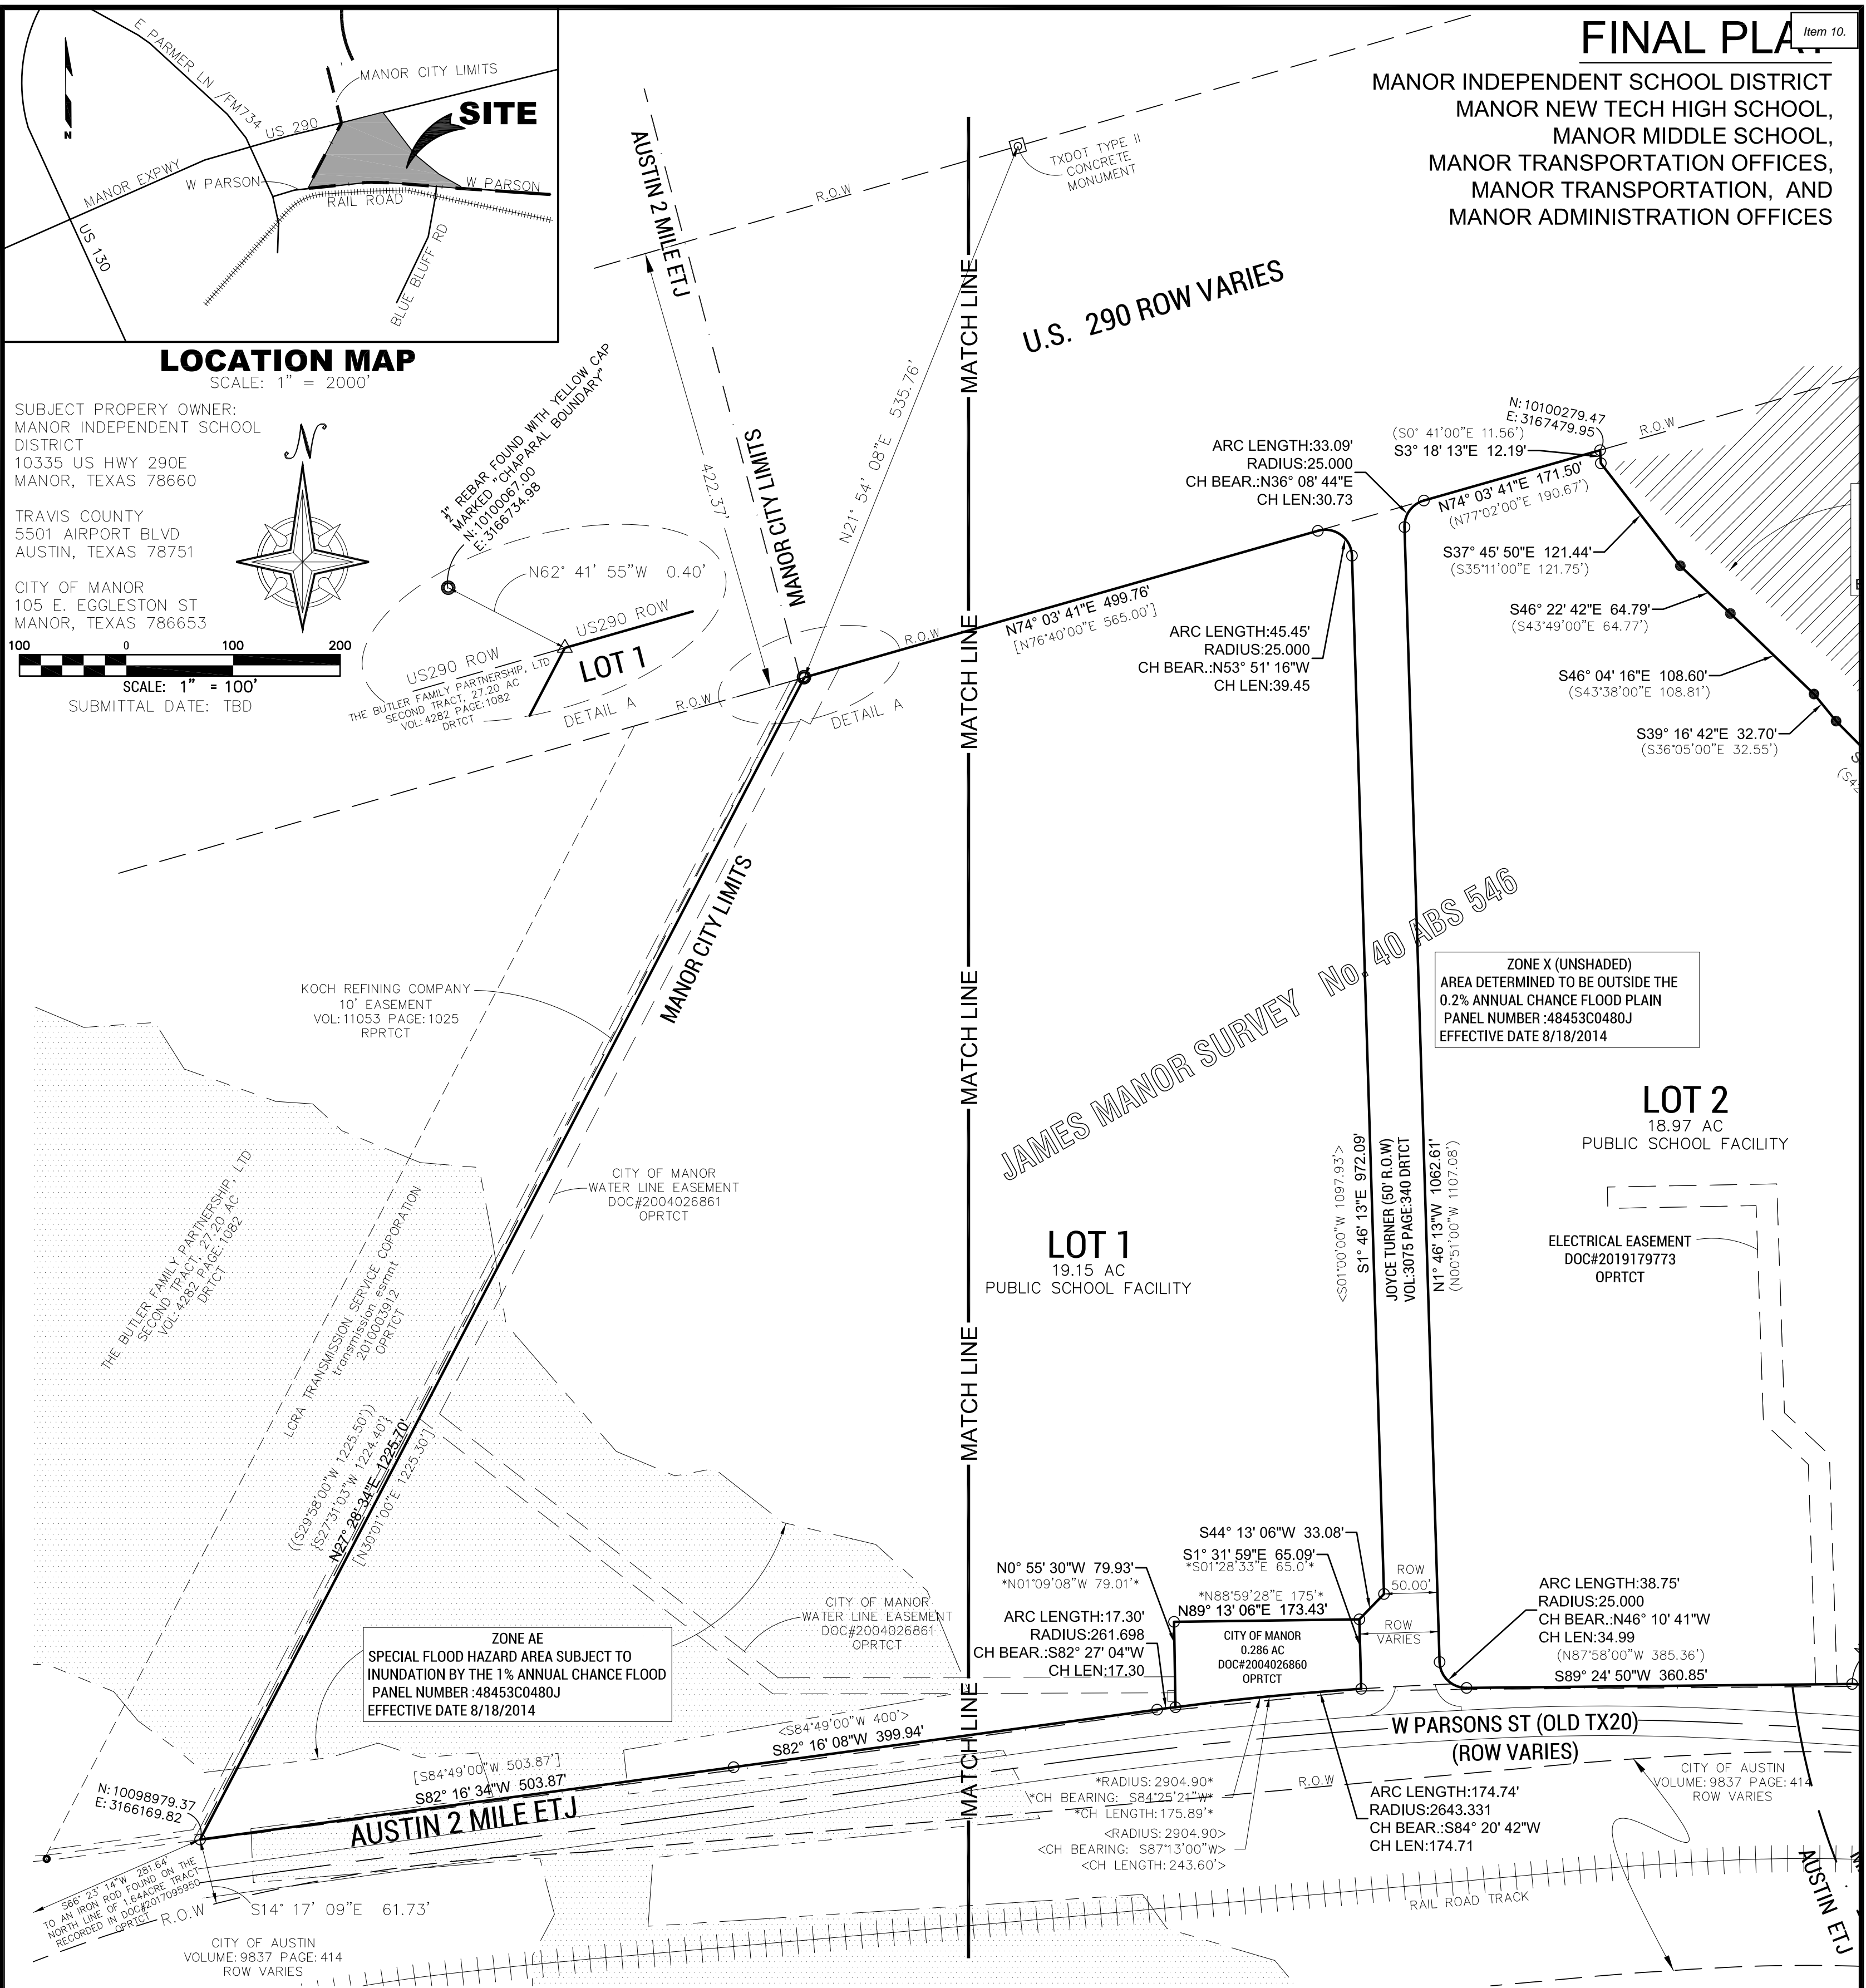 Item 10.
FINAL PLAT
MANOR INDEPENDENT SCHOOL DISTRICT
MANOR NEW TECH HIGH SCHOOL,
MANOR MIDDLE SCHOOL,
MANOR TRANSPORTATION OFFICES,
MANOR TRANSPORTATION, AND
MANOR ADMINISTRATION OFFICES
E PARMER LN /FM734
MANOR CITY LIMITS
SITE
US 290
MANOR EXPWY
W PARSON
W PARSON
RAIL ROAD
US 130
BLUE BLUFF RD
N
LOCATION MAP
SCALE: 1" = 2000'
SUBJECT PROPERY OWNER:
MANOR INDEPENDENT SCHOOL
DISTRICT
10335 US HWY 290E
MANOR, TEXAS 78660
TRAVIS COUNTY
5501 AIRPORT BLVD
AUSTIN, TEXAS 78751
CITY OF MANOR
105 E. EGGLESTON ST
MANOR, TEXAS 786653
N
100 0 100 200
SCALE: 1" = 100'
SUBMITTAL DATE: TBD
½" REBAR FOUND WITH YELLOW CAP
MARKED "CHAPARAL BOUNDARY"
N: 10100067.00
E: 3166734.98
N62° 41' 55"W 0.40'
US290 ROW
US290 ROW
LOT 1
THE BUTLER FAMILY PARTNERSHIP, LTD
SECOND TRACT, 27.20 AC
VOL: 4282 PAGE: 1082
DRTCT
DETAIL A
R.O.W
DETAIL A
AUSTIN 2 MILE ETJ
422.37'
MANOR CITY LIMITS
N21° 54' 08"E 535.76'
R.O.W
TXDOT TYPE II
CONCRETE
MONUMENT
MATCH LINE
U.S. 290 ROW VARIES
MATCH LINE
R.O.W
N74° 03' 41"E 499.76'
[N76°40'00"E 565.00']
ARC LENGTH:33.09'
RADIUS:25.000
CH BEAR.:N36° 08' 44"E
CH LEN:30.73
ARC LENGTH:45.45'
RADIUS:25.000
CH BEAR.:N53° 51' 16"W
CH LEN:39.45
N: 10100279.47
E: 3167479.95
R.O.W
(S0° 41'00"E 11.56')
S3° 18' 13"E 12.19'
N74° 03' 41"E 171.50'
(N77°02'00"E 190.67')
S37° 45' 50"E 121.44'
(S35°11'00"E 121.75')
S46° 22' 42"E 64.79'
(S43°49'00"E 64.77')
S46° 04' 16"E 108.60'
(S43°38'00"E 108.81')
S39° 16' 42"E 32.70'
(S36°05'00"E 32.55')
MANOR CITY LIMITS
KOCH REFINING COMPANY
10' EASEMENT
VOL: 11053 PAGE: 1025
RPRTCT
MATCH LINE
JAMES MANOR SURVEY No. 40 ABS 546
ZONE X (UNSHADED)
AREA DETERMINED TO BE OUTSIDE THE
0.2% ANNUAL CHANCE FLOOD PLAIN
PANEL NUMBER :48453C0480J
EFFECTIVE DATE 8/18/2014
LOT 2
18.97 AC
PUBLIC SCHOOL FACILITY
THE BUTLER FAMILY PARTNERSHIP, LTD
SECOND TRACT, 27.20 AC
VOL: 4282 PAGE: 1082
DRTCT
LCRA TRANSMISSION SERVICE COPORATION
transmission esmnt
2010003912
OPRTCT
CITY OF MANOR
WATER LINE EASEMENT
DOC#2004026861
OPRTCT
LOT 1
19.15 AC
PUBLIC SCHOOL FACILITY
<S01°00'00"W 1097.93'>
S1° 46' 13"E 972.09'
JOYCE TURNER (50' R.O.W)
VOL:3075 PAGE:340 DRTCT
N1° 46' 13"W 1062.61'
(N00°51'00"W 1107.08')
ELECTRICAL EASEMENT
DOC#2019179773
OPRTCT
MATCH LINE
((S29°58'00"W 1225.50'))
{S27°31'03"W 1224.40'}
N27° 28' 34"E 1225.70'
[N30°01'00"E 1225.30']
S44° 13' 06"W 33.08'
N0° 55' 30"W 79.93'
*N01°09'08"W 79.01'*
S1° 31' 59"E 65.09'
*S01°28'33"E 65.0'*
*N88°59'28"E 175'*
N89° 13' 06"E 173.43'
ROW
50.00'
ROW
VARIES
ARC LENGTH:17.30'
RADIUS:261.698
CH BEAR.:S82° 27' 04"W
CH LEN:17.30
CITY OF MANOR
0.286 AC
DOC#2004026860
OPRTCT
ARC LENGTH:38.75'
RADIUS:25.000
CH BEAR.:N46° 10' 41"W
CH LEN:34.99
(N87°58'00"W 385.36')
S89° 24' 50"W 360.85'
CITY OF MANOR
WATER LINE EASEMENT
DOC#2004026861
OPRTCT
ZONE AE
SPECIAL FLOOD HAZARD AREA SUBJECT TO
INUNDATION BY THE 1% ANNUAL CHANCE FLOOD
PANEL NUMBER :48453C0480J
EFFECTIVE DATE 8/18/2014
MATCH LINE
<S84°49'00"W 400'>
S82° 16' 08"W 399.94'
[S84°49'00"W 503.87']
S82° 16' 34"W 503.87'
N: 10098979.37
E: 3166169.82
AUSTIN 2 MILE ETJ
W PARSONS ST (OLD TX20)
(ROW VARIES)
R.O.W
CITY OF AUSTIN
VOLUME: 9837 PAGE: 414
ROW VARIES
*RADIUS: 2904.90*
*CH BEARING: S84°25'21"W*
*CH LENGTH: 175.89'*
<RADIUS: 2904.90>
<CH BEARING: S87°13'00"W>
<CH LENGTH: 243.60'>
ARC LENGTH:174.74'
RADIUS:2643.331
CH BEAR.:S84° 20' 42"W
CH LEN:174.71
S66° 23' 14"W 281.64'
TO AN IRON ROD FOUND ON THE
NORTH LINE OF 1.64ACRE TRACT
RECORDED IN DOC#2017095950
OPRTCT
R.O.W
S14° 17' 09"E 61.73'
CITY OF AUSTIN
VOLUME: 9837 PAGE: 414
ROW VARIES
RAIL ROAD TRACK
AUSTIN ETJ